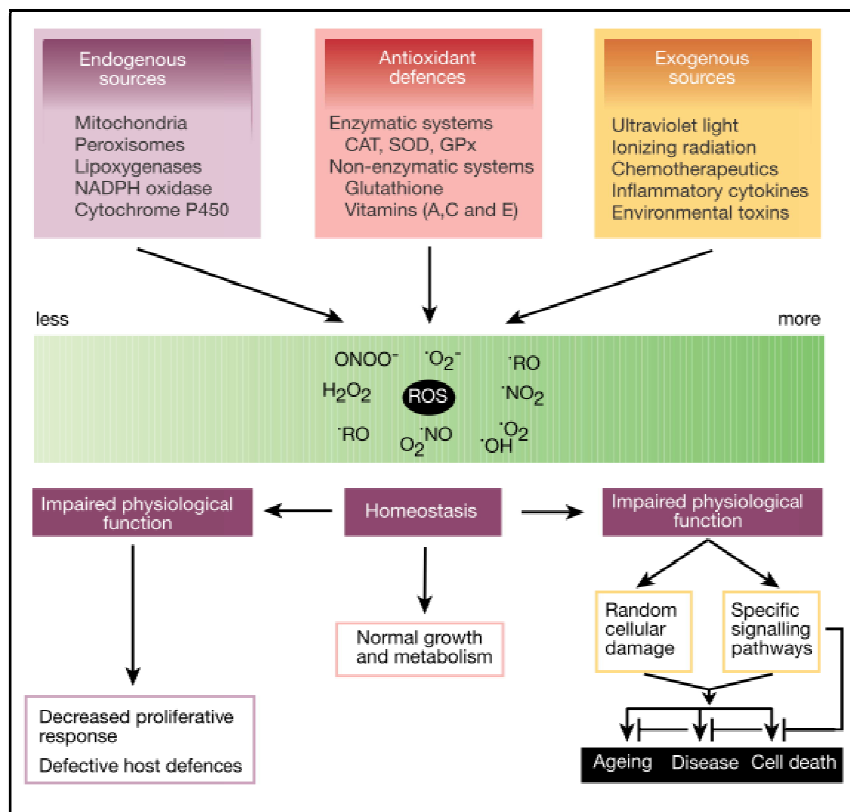 Endogenous
sources
Mitochondria
Peroxisomes
Lipoxygenases
NADPH oxidase
Cytochrome P450
Antioxidant
defences
Enzymatic systems
CAT, SOD, GPx
Non-enzymatic systems
Glutathione
Vitamins (A,C and E)
Exogenous
sources
Ultraviolet light
Ionizing radiation
Chemotherapeutics
Inflammatory cytokines
Environmental toxins
less
more
ONOO⁻
˙O₂⁻
˙RO
H₂O₂
ROS
˙NO₂
˙RO
O₂
˙NO
˙OH
˙O₂
Impaired physiological
function
Homeostasis
Impaired physiological
function
Normal growth
and metabolism
Random
cellular
damage
Specific
signalling
pathways
Decreased proliferative
response
Defective host defences
Ageing
Disease
Cell death